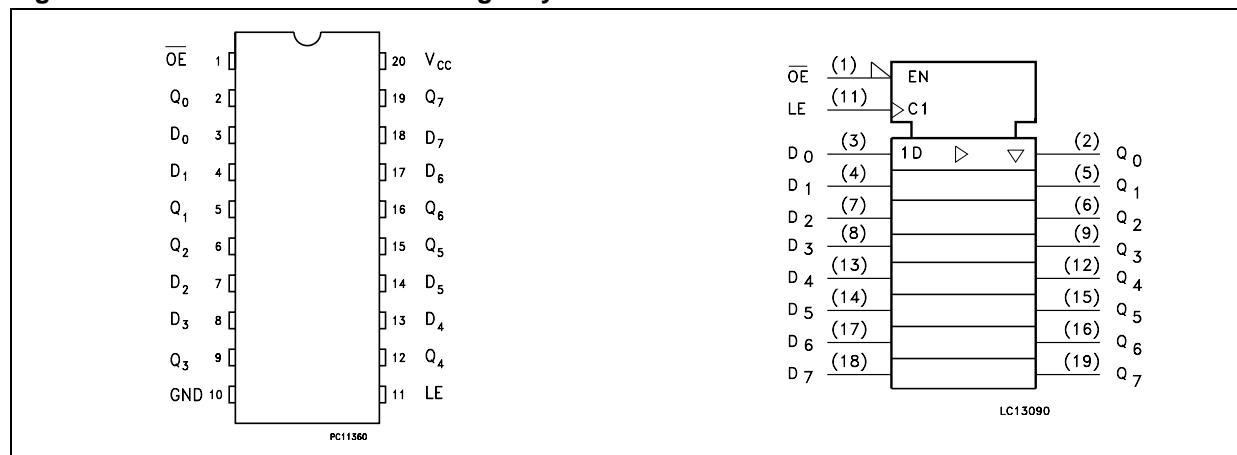 O̅E̅ 1 20 V_CC
Q₀ 2 19 Q₇
D₀ 3 18 D₇
D₁ 4 17 D₆
Q₁ 5 16 Q₆
Q₂ 6 15 Q₅
D₂ 7 14 D₅
D₃ 8 13 D₄
Q₃ 9 12 Q₄
GND 10 11 LE
PC11360
O̅E̅ (1) EN
LE (11) C1
D₀ (3) 1D (2) Q₀
D₁ (4) (5) Q₁
D₂ (7) (6) Q₂
D₃ (8) (9) Q₃
D₄ (13) (12) Q₄
D₅ (14) (15) Q₅
D₆ (17) (16) Q₆
D₇ (18) (19) Q₇
LC13090